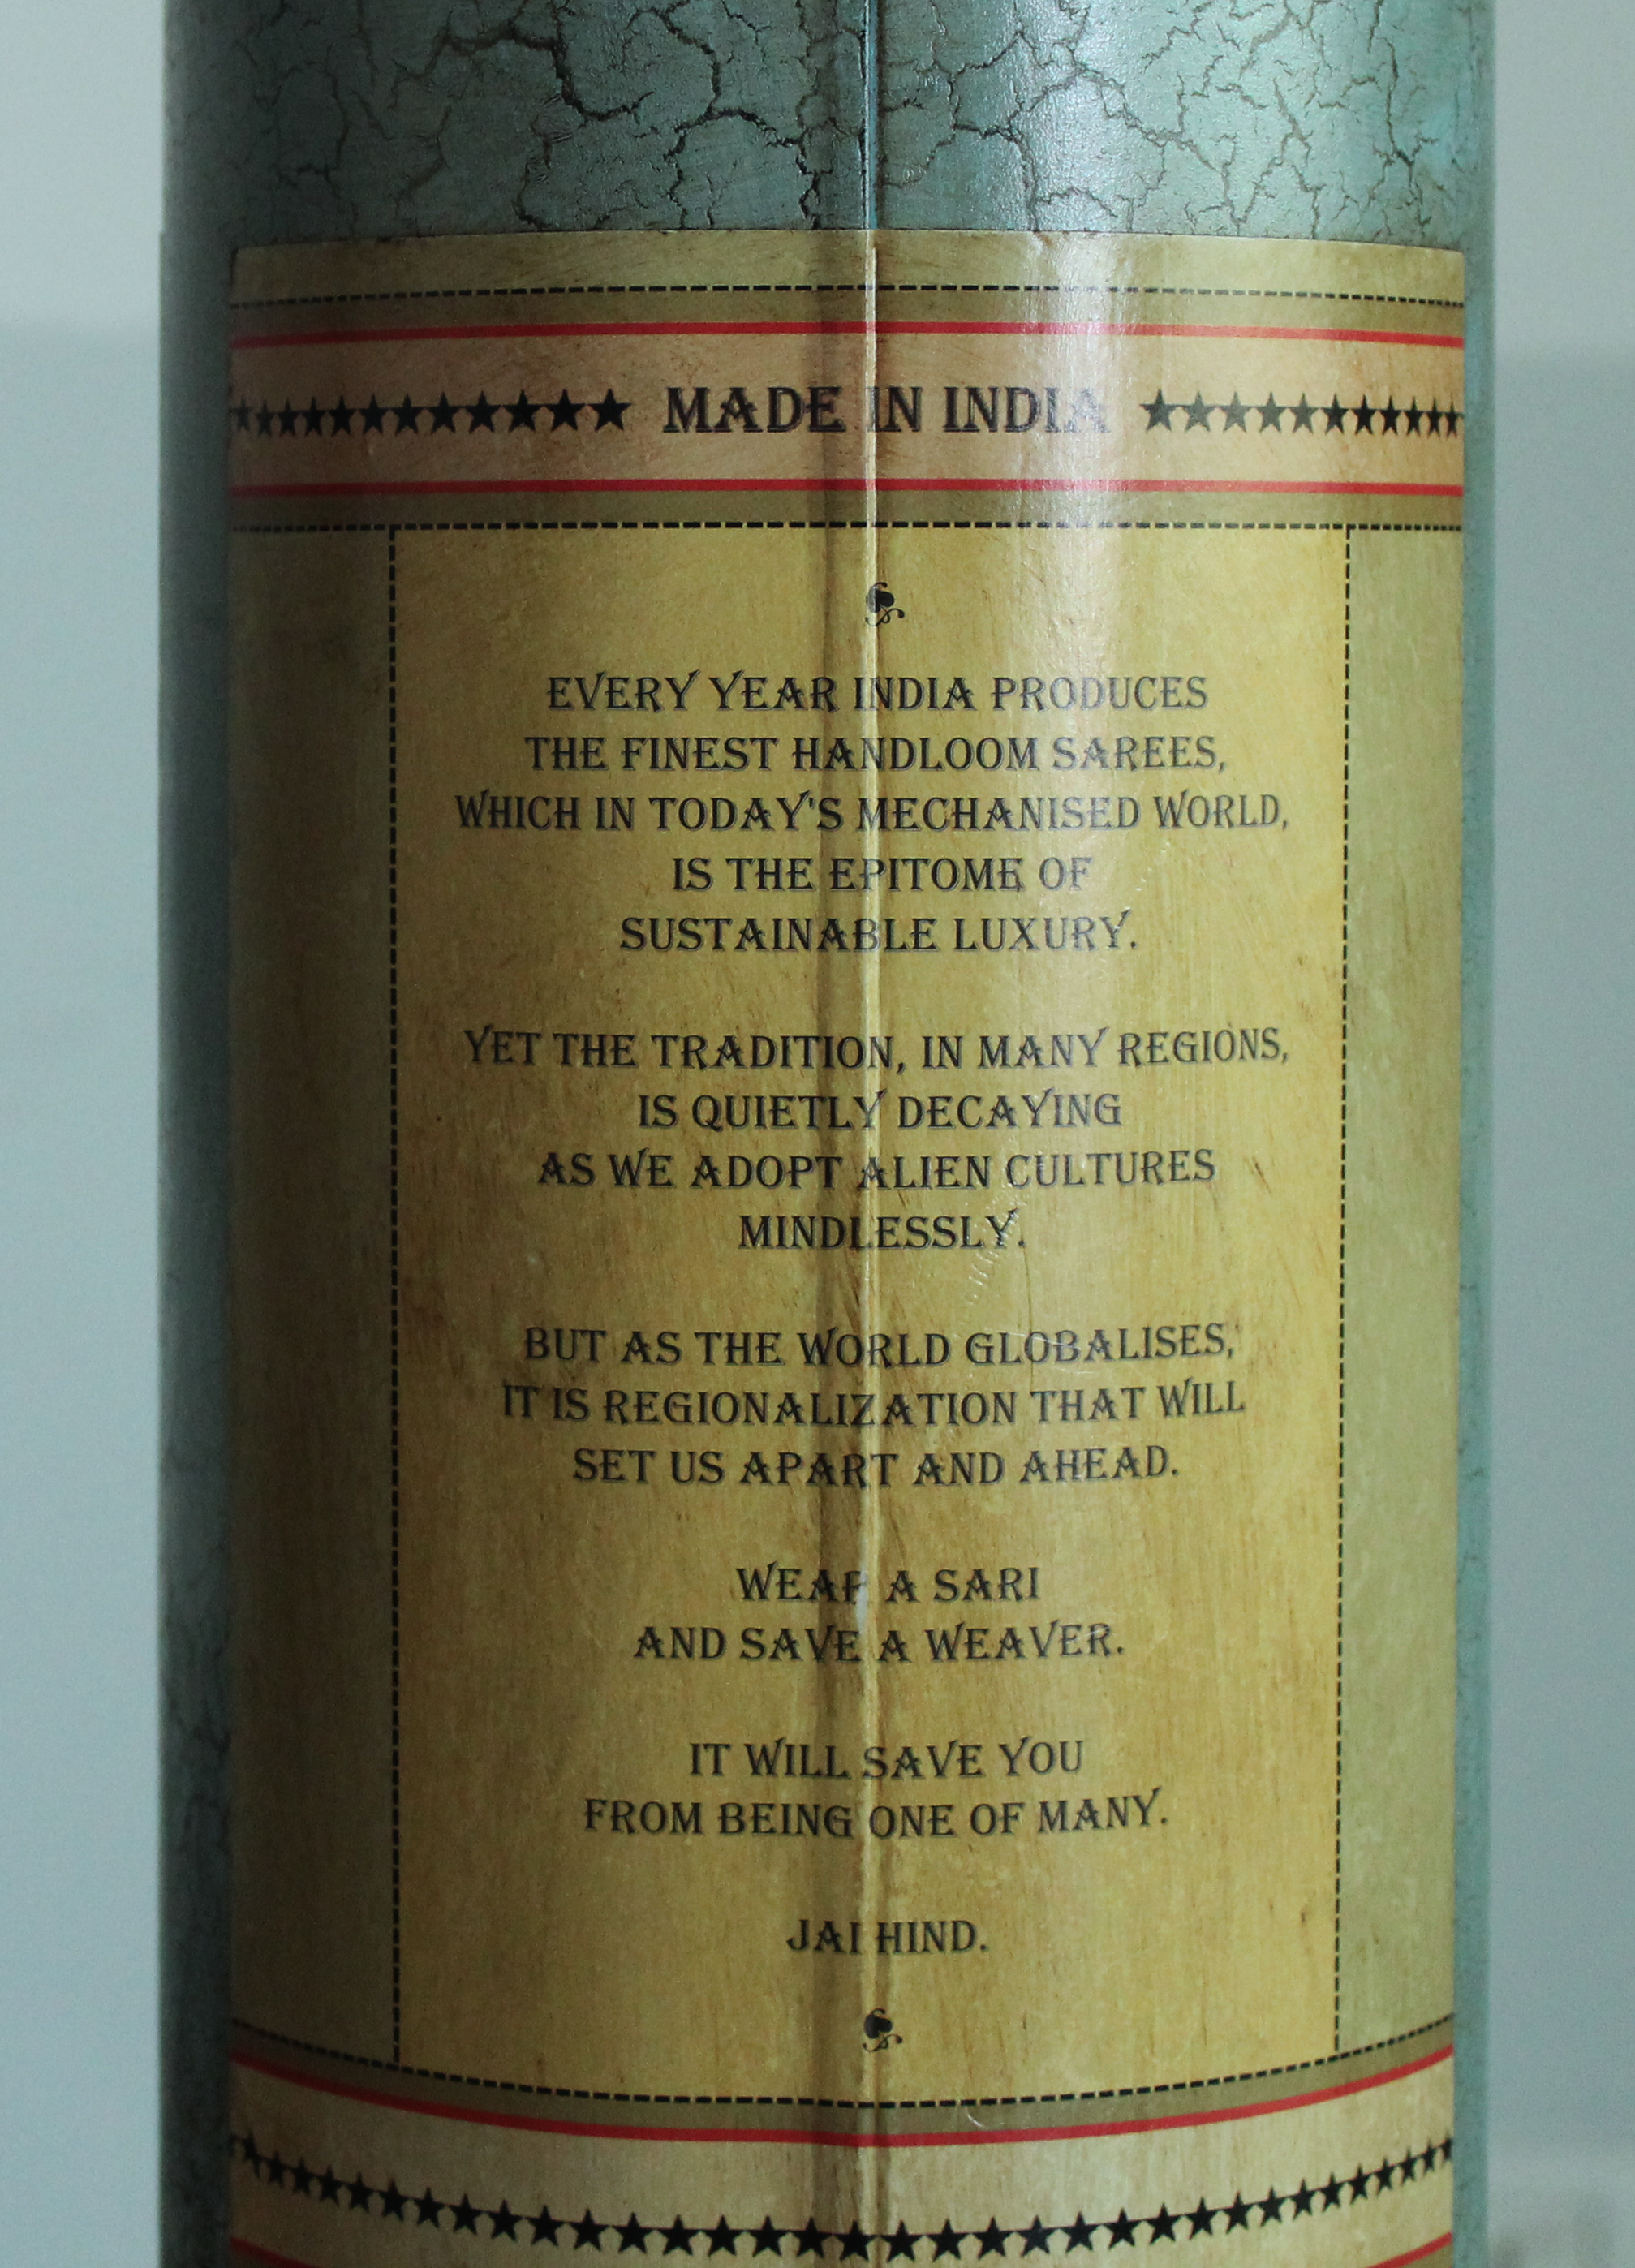 MADE IN INDIA
EVERY YEAR INDIA PRODUCES
THE FINEST HANDLOOM SAREES,
WHICH IN TODAY'S MECHANISED WORLD,
IS THE EPITOME OF
SUSTAINABLE LUXURY.
YET THE TRADITION, IN MANY REGIONS,
IS QUIETLY DECAYING
AS WE ADOPT ALIEN CULTURES
MINDLESSLY.
BUT AS THE WORLD GLOBALISES,
IT IS REGIONALIZATION THAT WILL
SET US APART AND AHEAD.
WEAR A SARI
AND SAVE A WEAVER.
IT WILL SAVE YOU
FROM BEING ONE OF MANY.
JAI HIND.